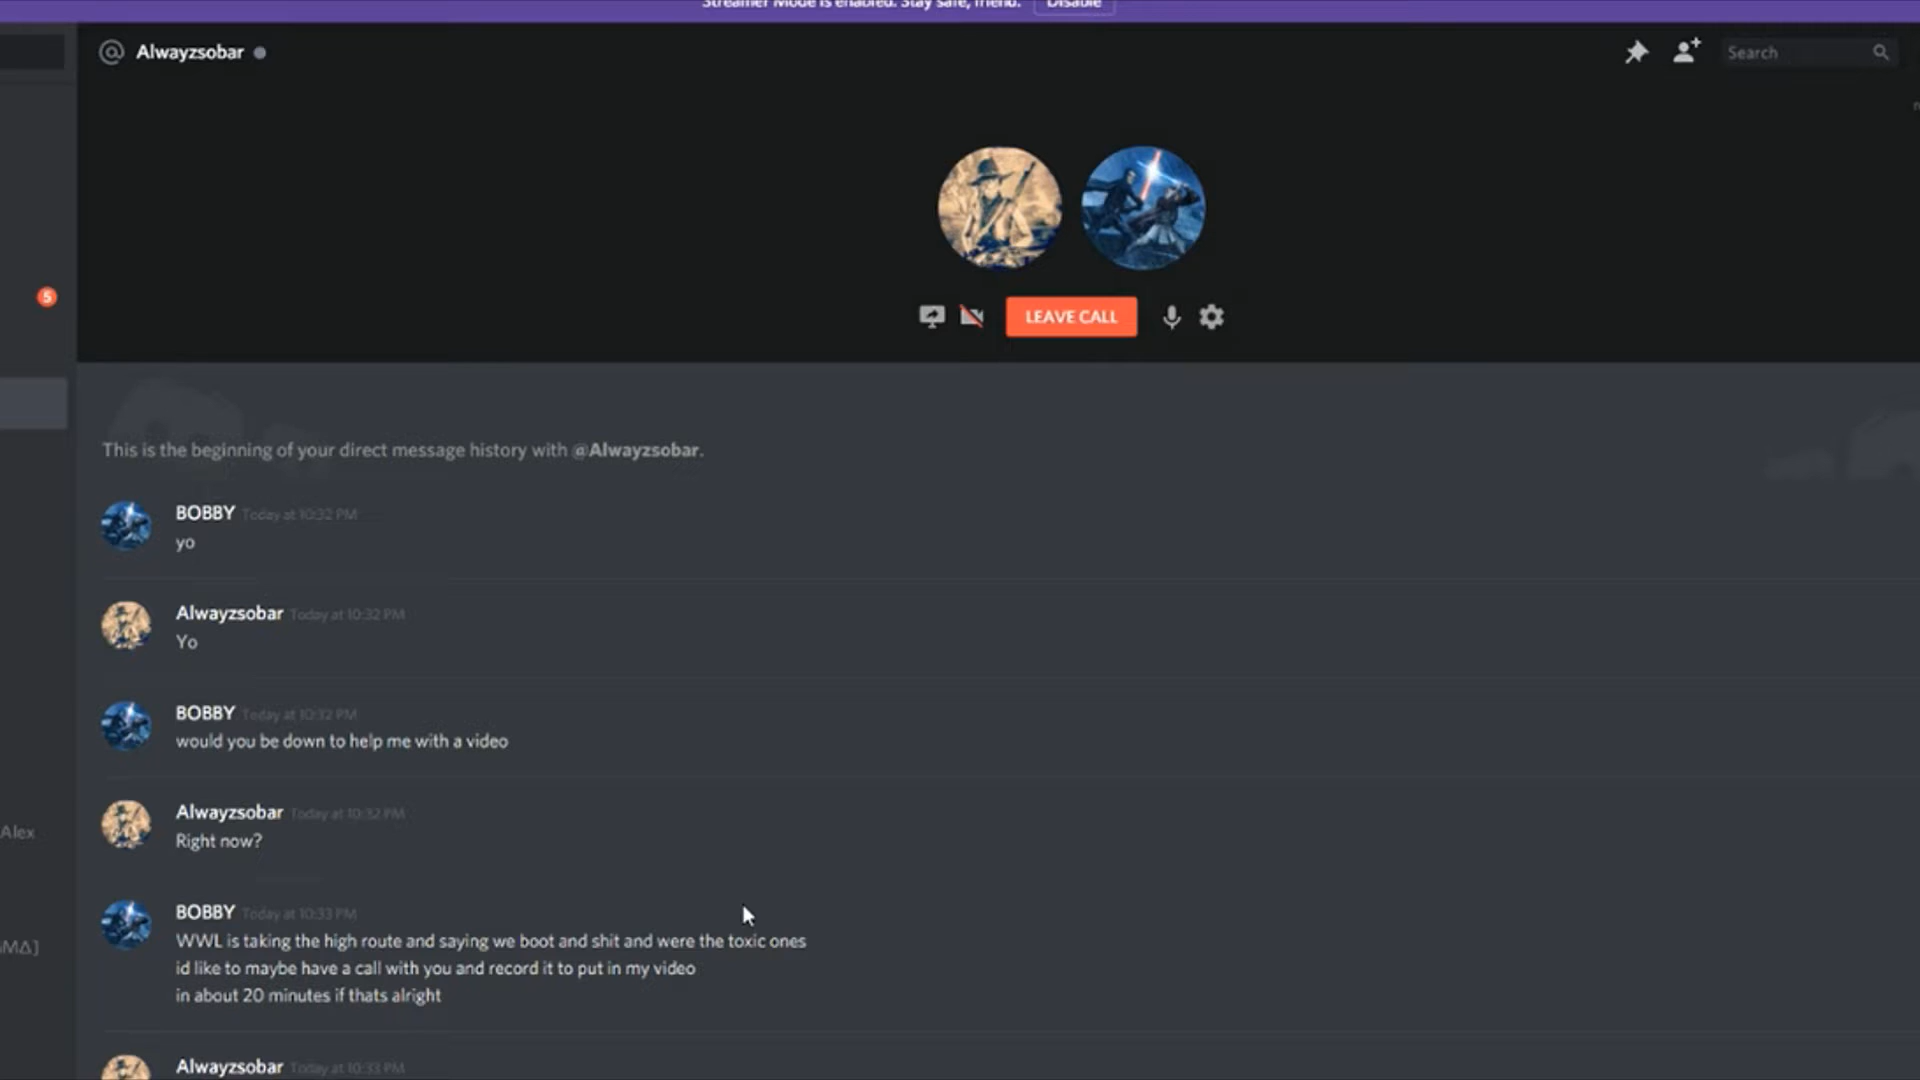 Streamer Mode is enabled. Stay safe, friend. Disable
@ Alwayzsobar
Search
5
LEAVE CALL
This is the beginning of your direct message history with @Alwayzsobar.
BOBBY Today at 10:32 PM
yo
Alwayzsobar Today at 10:32 PM
Yo
BOBBY Today at 10:32 PM
would you be down to help me with a video
Alwayzsobar Today at 10:32 PM
Right now?
Alex
BOBBY Today at 10:33 PM
WWL is taking the high route and saying we boot and shit and were the toxic ones
MΔ]
id like to maybe have a call with you and record it to put in my video
in about 20 minutes if thats alright
Alwayzsobar Today at 10:33 PM